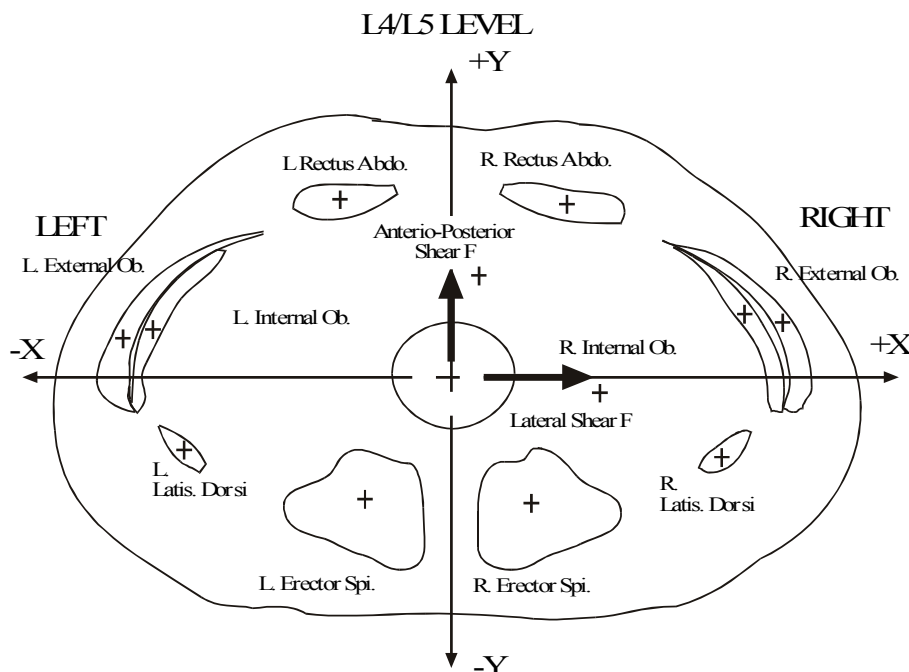 L4/L5 LEVEL
+Y
L Rectus Abdo.
R. Rectus Abdo.
LEFT
RIGHT
Anterio-Posterior
Shear F
L. External Ob.
R. External Ob.
+
L. Internal Ob.
R. Internal Ob.
-X
+X
+
Lateral Shear F
L.
Latis. Dorsi
R.
Latis. Dorsi
L. Erector Spi.
R. Erector Spi.
-Y